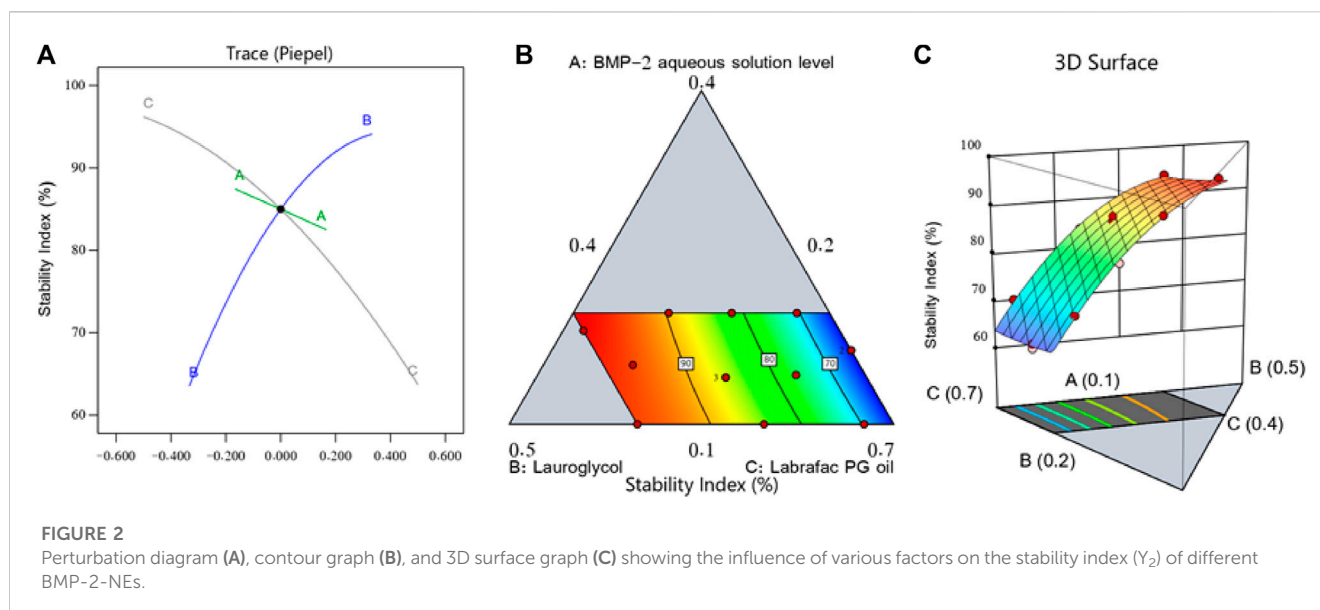 A
Trace (Piepel)
Stability Index (%)
100
90
80
70
60
C
B
A
A
B
C
-0.600
-0.400
-0.200
0.000
0.200
0.400
0.600
B
A: BMP-2 aqueous solution level
0.4
0.4
0.2
90
80
70
3
2
0.5
0.1
0.7
B: Lauroglycol
C: Labrafac PG oil
Stability Index (%)
C
3D Surface
Stability Index (%)
100
90
80
70
60
C (0.7)
A (0.1)
B (0.5)
C (0.4)
B (0.2)
FIGURE 2
Perturbation diagram (A), contour graph (B), and 3D surface graph (C) showing the influence of various factors on the stability index (Y₂) of different
BMP-2-NEs.